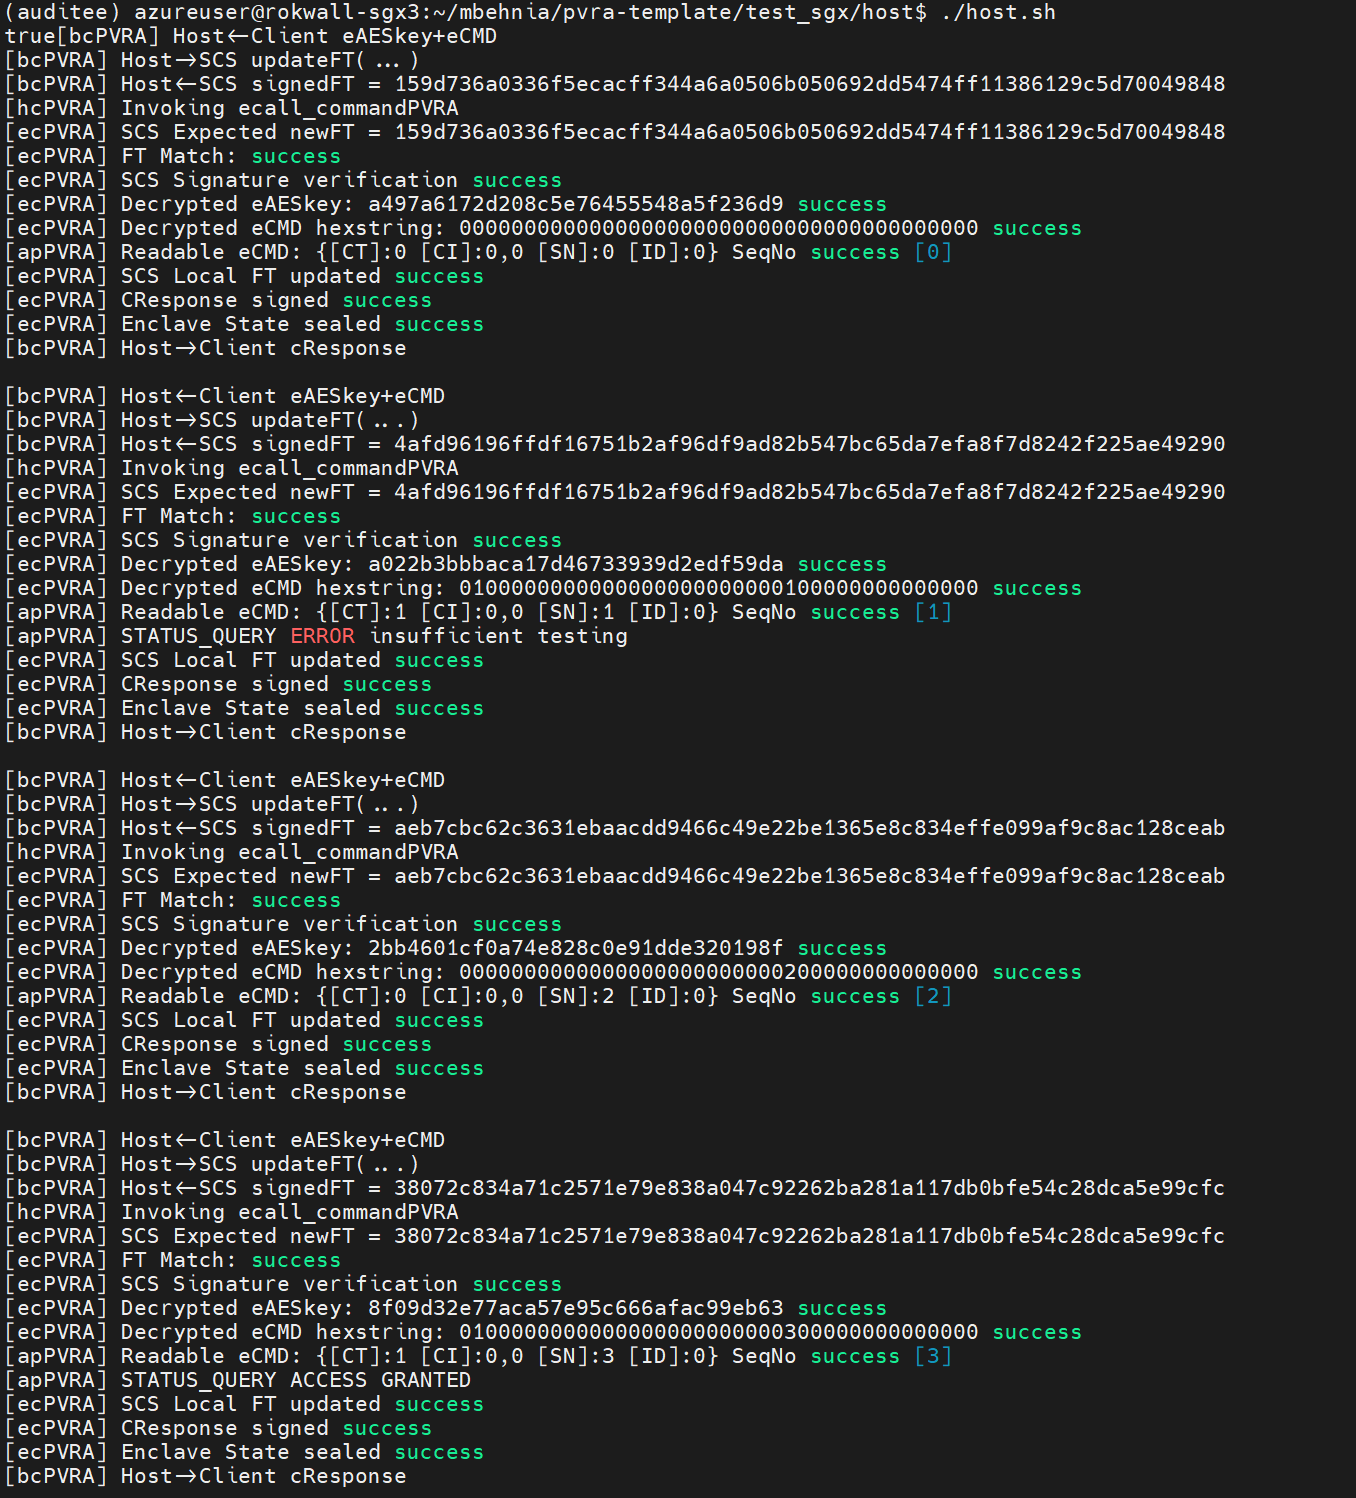 (auditee) azureuser@rokwall-sgx3:~/mbehnia/pvra-template/test_sgx/host$ ./host.sh
true[bcPVRA] Host<-Client eAESkey+eCMD
[bcPVRA] Host->SCS updateFT(...)
[bcPVRA] Host<-SCS signedFT = 159d736a0336f5ecacff344a6a0506b050692dd5474ff11386129c5d70049848
[hcPVRA] Invoking ecall_commandPVRA
[ecPVRA] SCS Expected newFT = 159d736a0336f5ecacff344a6a0506b050692dd5474ff11386129c5d70049848
[ecPVRA] FT Match: success
[ecPVRA] SCS Signature verification success
[ecPVRA] Decrypted eAESkey: a497a6172d208c5e76455548a5f236d9 success
[ecPVRA] Decrypted eCMD hexstring: 0000000000000000000000000000000000000000 success
[apPVRA] Readable eCMD: {[CT]:0 [CI]:0,0 [SN]:0 [ID]:0} SeqNo success [0]
[ecPVRA] SCS Local FT updated success
[ecPVRA] CResponse signed success
[ecPVRA] Enclave State sealed success
[bcPVRA] Host->Client cResponse
[bcPVRA] Host<-Client eAESkey+eCMD
[bcPVRA] Host->SCS updateFT(...)
[bcPVRA] Host<-SCS signedFT = 4afd96196ffdf16751b2af96df9ad82b547bc65da7efa8f7d8242f225ae49290
[hcPVRA] Invoking ecall_commandPVRA
[ecPVRA] SCS Expected newFT = 4afd96196ffdf16751b2af96df9ad82b547bc65da7efa8f7d8242f225ae49290
[ecPVRA] FT Match: success
[ecPVRA] SCS Signature verification success
[ecPVRA] Decrypted eAESkey: a022b3bbbaca17d46733939d2edf59da success
[ecPVRA] Decrypted eCMD hexstring: 0100000000000000000000000100000000000000 success
[apPVRA] Readable eCMD: {[CT]:1 [CI]:0,0 [SN]:1 [ID]:0} SeqNo success [1]
[apPVRA] STATUS_QUERY ERROR insufficient testing
[ecPVRA] SCS Local FT updated success
[ecPVRA] CResponse signed success
[ecPVRA] Enclave State sealed success
[bcPVRA] Host->Client cResponse
[bcPVRA] Host<-Client eAESkey+eCMD
[bcPVRA] Host->SCS updateFT(...)
[bcPVRA] Host<-SCS signedFT = aeb7cbc62c3631ebaacdd9466c49e22be1365e8c834effe099af9c8ac128ceab
[hcPVRA] Invoking ecall_commandPVRA
[ecPVRA] SCS Expected newFT = aeb7cbc62c3631ebaacdd9466c49e22be1365e8c834effe099af9c8ac128ceab
[ecPVRA] FT Match: success
[ecPVRA] SCS Signature verification success
[ecPVRA] Decrypted eAESkey: 2bb4601cf0a74e828c0e91dde320198f success
[ecPVRA] Decrypted eCMD hexstring: 0000000000000000000000000200000000000000 success
[apPVRA] Readable eCMD: {[CT]:0 [CI]:0,0 [SN]:2 [ID]:0} SeqNo success [2]
[ecPVRA] SCS Local FT updated success
[ecPVRA] CResponse signed success
[ecPVRA] Enclave State sealed success
[bcPVRA] Host->Client cResponse
[bcPVRA] Host<-Client eAESkey+eCMD
[bcPVRA] Host->SCS updateFT(...)
[bcPVRA] Host<-SCS signedFT = 38072c834a71c2571e79e838a047c92262ba281a117db0bfe54c28dca5e99cfc
[hcPVRA] Invoking ecall_commandPVRA
[ecPVRA] SCS Expected newFT = 38072c834a71c2571e79e838a047c92262ba281a117db0bfe54c28dca5e99cfc
[ecPVRA] FT Match: success
[ecPVRA] SCS Signature verification success
[ecPVRA] Decrypted eAESkey: 8f09d32e77aca57e95c666afac99eb63 success
[ecPVRA] Decrypted eCMD hexstring: 0100000000000000000000000300000000000000 success
[apPVRA] Readable eCMD: {[CT]:1 [CI]:0,0 [SN]:3 [ID]:0} SeqNo success [3]
[apPVRA] STATUS_QUERY ACCESS GRANTED
[ecPVRA] SCS Local FT updated success
[ecPVRA] CResponse signed success
[ecPVRA] Enclave State sealed success
[bcPVRA] Host->Client cResponse